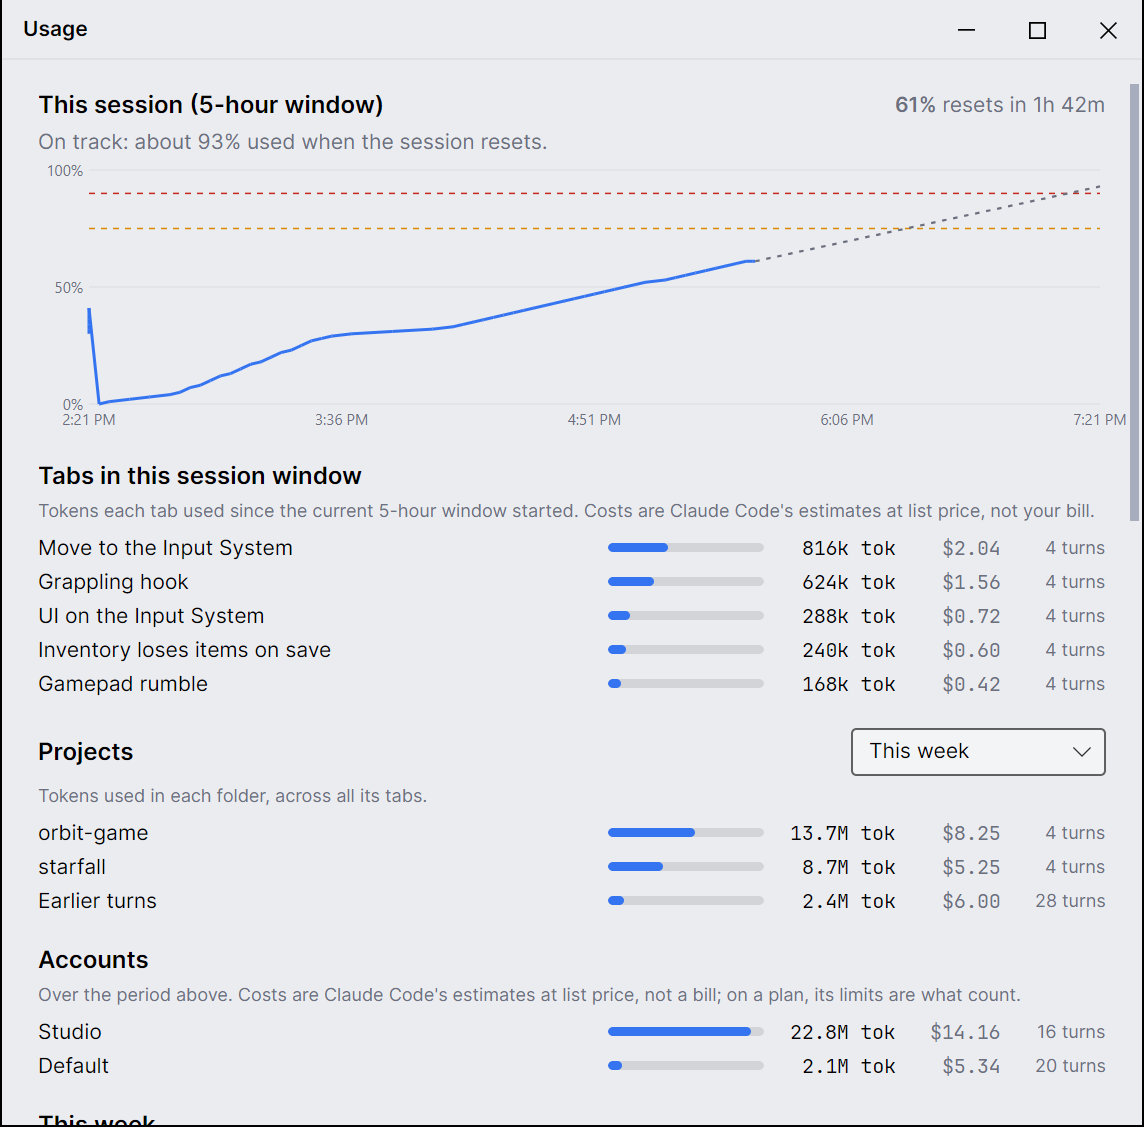 Usage
This session (5-hour window)
61% resets in 1h 42m
On track: about 93% used when the session resets.
100%
50%
0%
2:21 PM
3:36 PM
4:51 PM
6:06 PM
7:21 PM
Tabs in this session window
Tokens each tab used since the current 5-hour window started. Costs are Claude Code's estimates at list price, not your bill.
Move to the Input System 816k tok $2.04 4 turns
Grappling hook 624k tok $1.56 4 turns
UI on the Input System 288k tok $0.72 4 turns
Inventory loses items on save 240k tok $0.60 4 turns
Gamepad rumble 168k tok $0.42 4 turns
Projects
This week
Tokens used in each folder, across all its tabs.
orbit-game 13.7M tok $8.25 4 turns
starfall 8.7M tok $5.25 4 turns
Earlier turns 2.4M tok $6.00 28 turns
Accounts
Over the period above. Costs are Claude Code's estimates at list price, not a bill; on a plan, its limits are what count.
Studio 22.8M tok $14.16 16 turns
Default 2.1M tok $5.34 20 turns
This week